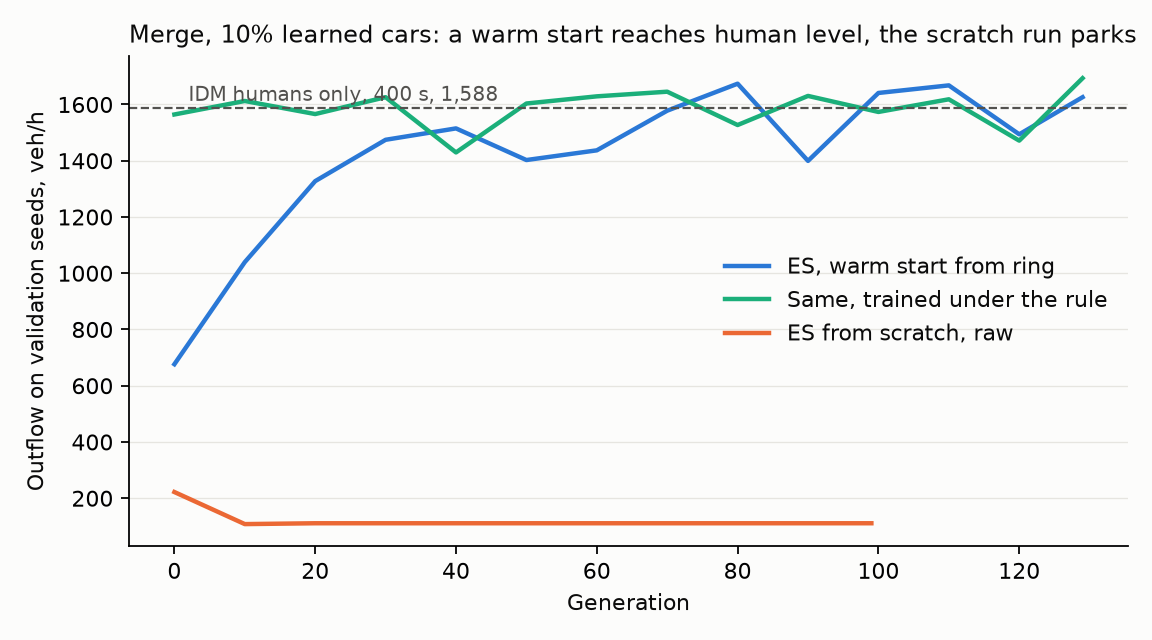 Merge, 10% learned cars: a warm start reaches human level, the scratch run parks
IDM humans only, 400 s, 1,588
Outflow on validation seeds, veh/h
1600
1400
1200
1000
800
600
400
200
ES, warm start from ring
Same, trained under the rule
ES from scratch, raw
0 20 40 60 80 100 120
Generation